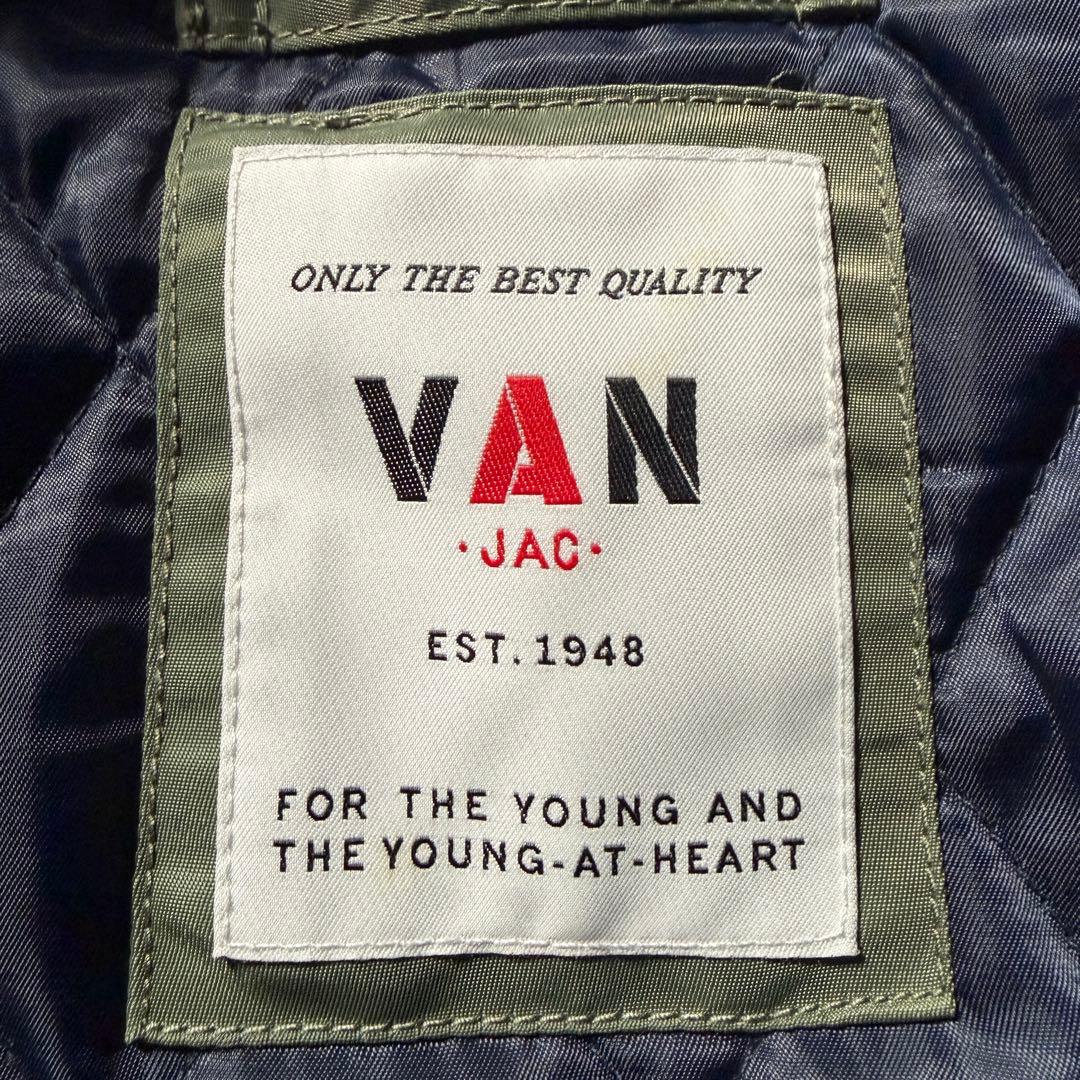 ONLY THE BEST QUALITY
VAN
·JAC·
EST. 1948
FOR THE YOUNG AND
THE YOUNG-AT-HEART